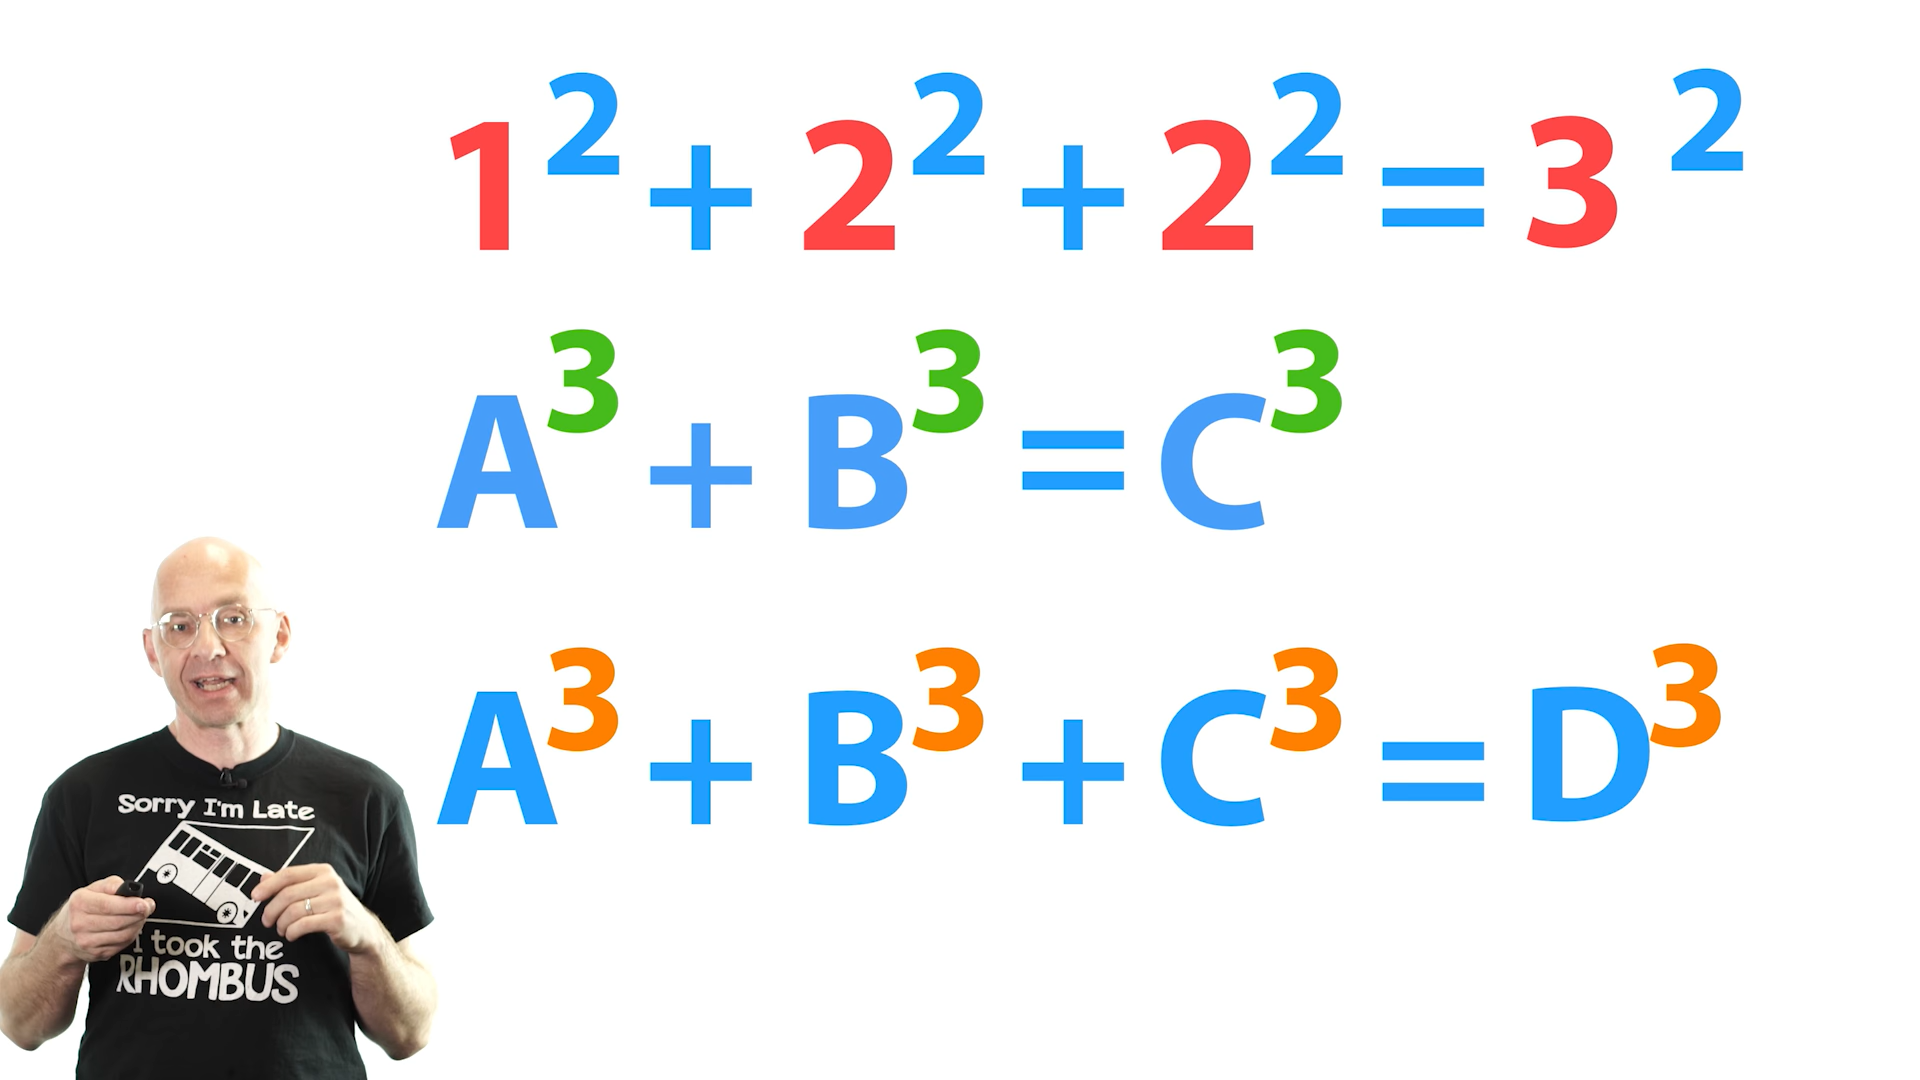 1² + 2² + 2² = 3²
A³ + B³ = C³
A³ + B³ + C³ = D³
Sorry I'm Late
I took the
RHOMBUS